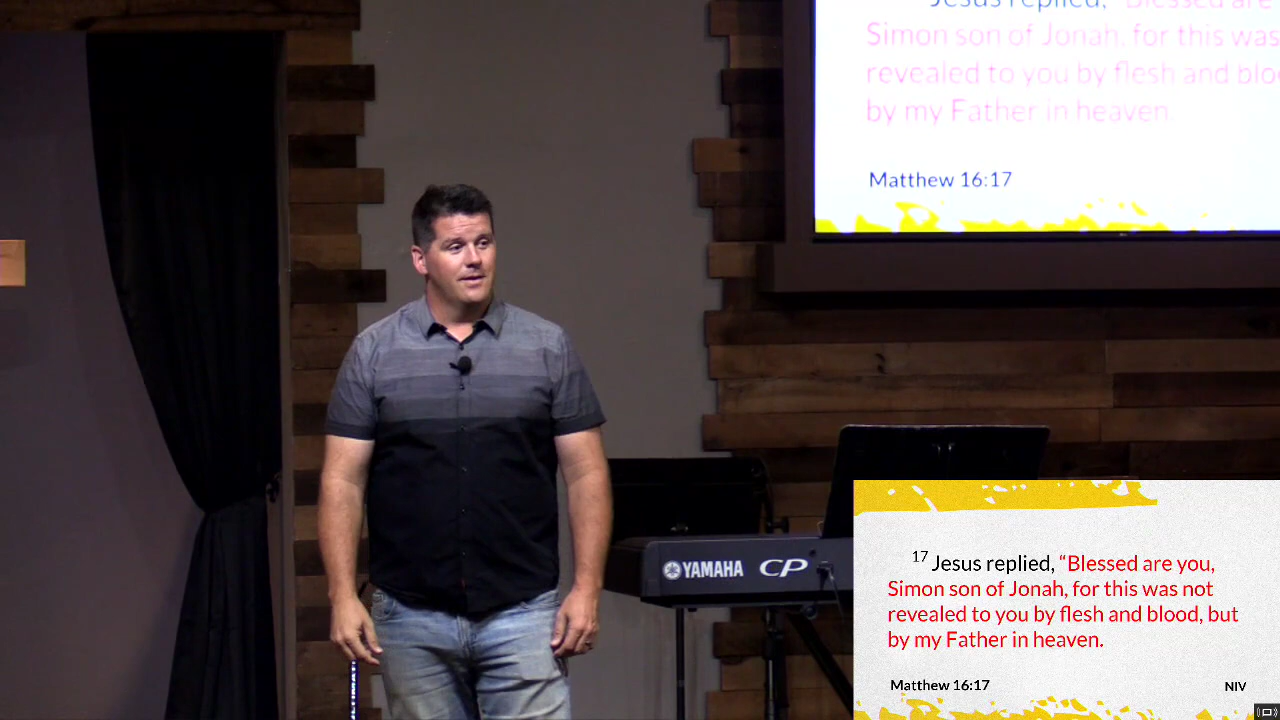 Jesus replied, “Blessed are
Simon son of Jonah, for this was
revealed to you by flesh and
by my Father in heaven.
Matthew 16:17
YAMAHA CP
17 Jesus replied, “Blessed are you,
Simon son of Jonah, for this was not
revealed to you by flesh and blood, but
by my Father in heaven.
Matthew 16:17 NIV